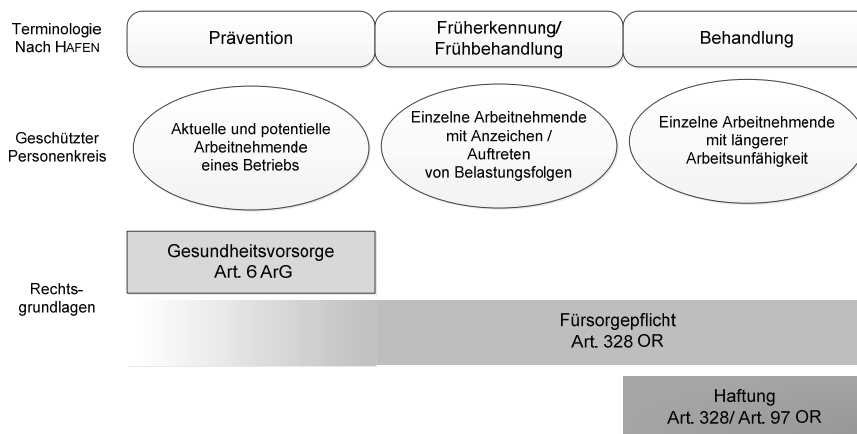 Terminologie
Nach HAFEN
Prävention
Früherkennung/
Frühbehandlung
Behandlung
Geschützter
Personenkreis
Aktuelle und potentielle
Arbeitnehmende
eines Betriebs
Einzelne Arbeitnehmende
mit Anzeichen /
Auftreten
von Belastungsfolgen
Einzelne Arbeitnehmende
mit längerer
Arbeitsunfähigkeit
Rechts-
grundlagen
Gesundheitsvorsorge
Art. 6 ArG
Fürsorgepflicht
Art. 328 OR
Haftung
Art. 328/ Art. 97 OR